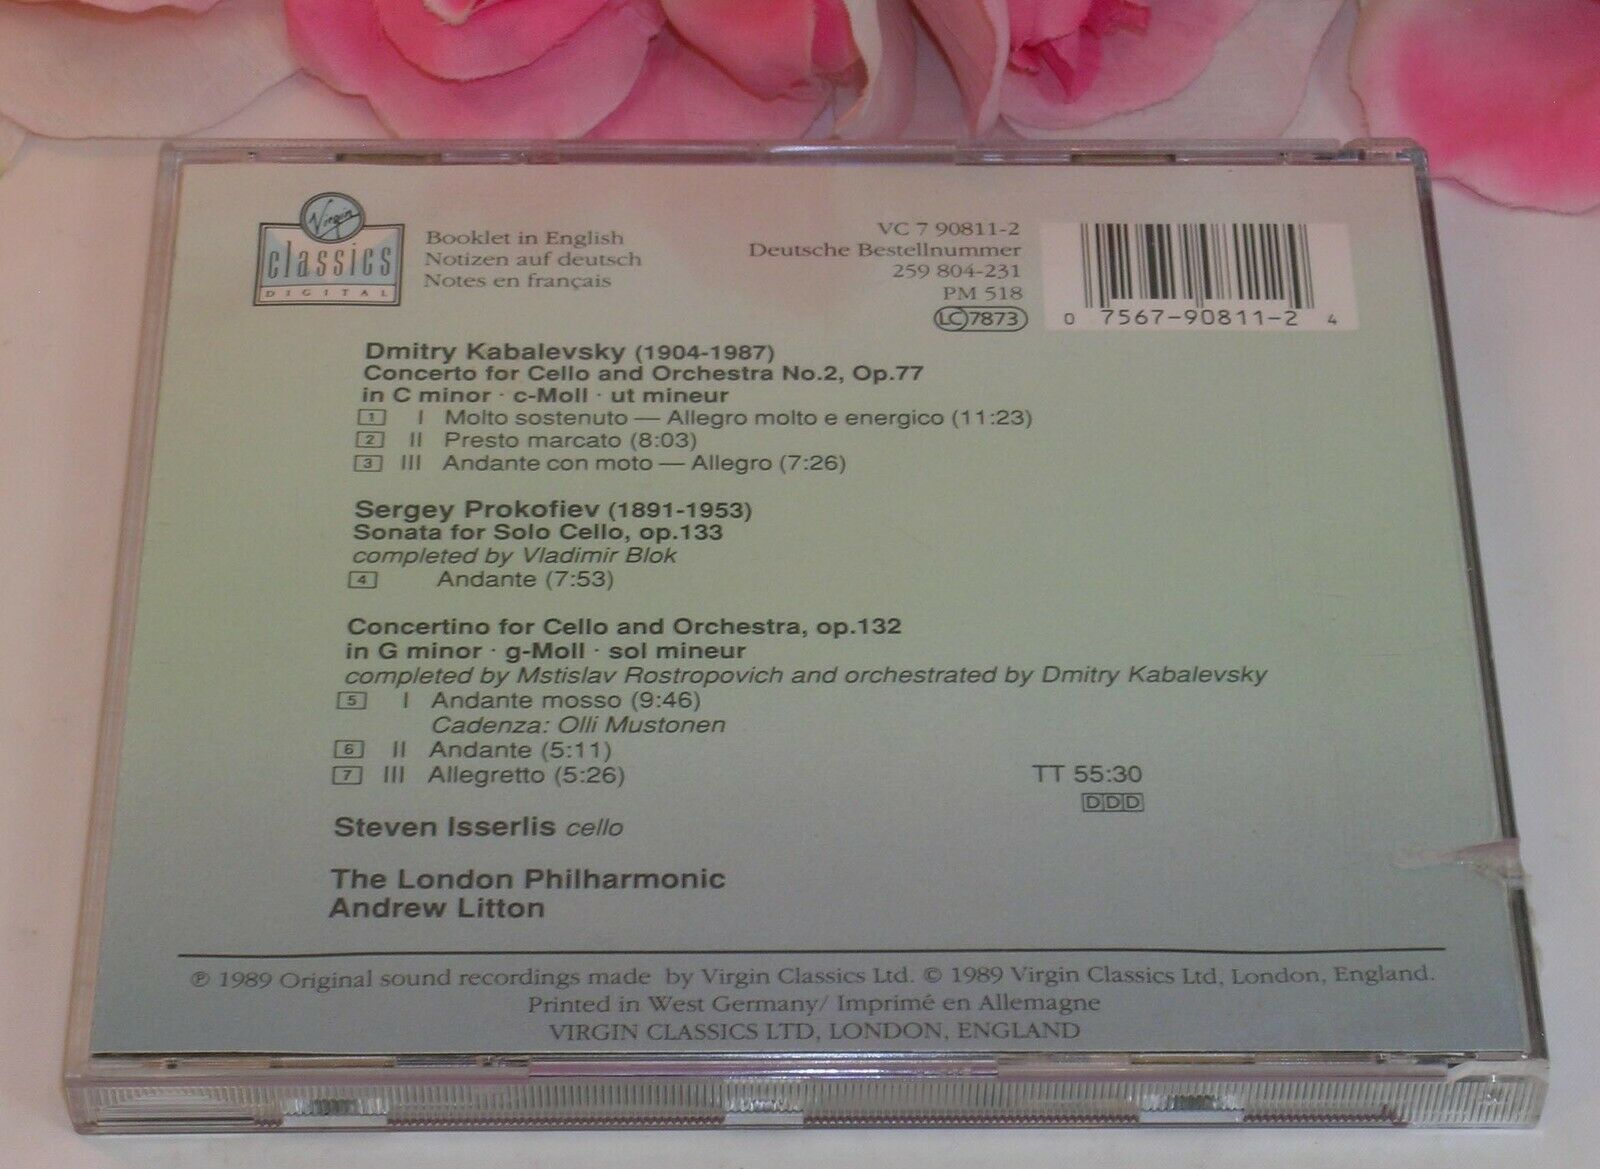 Virgin
classics
DIGITAL
Booklet in English
Notizen auf deutsch
Notes en français
VC 7 90811-2
Deutsche Bestellnummer
259 804-231
PM 518
LC 7873
0 7567-90811-2 4
Dmitry Kabalevsky (1904-1987)
Concerto for Cello and Orchestra No.2, Op.77
in C minor · c-Moll · ut mineur
1 I Molto sostenuto — Allegro molto e energico (11:23)
2 II Presto marcato (8:03)
3 III Andante con moto — Allegro (7:26)
Sergey Prokofiev (1891-1953)
Sonata for Solo Cello, op.133
completed by Vladimir Blok
4 Andante (7:53)
Concertino for Cello and Orchestra, op.132
in G minor · g-Moll · sol mineur
completed by Mstislav Rostropovich and orchestrated by Dmitry Kabalevsky
5 I Andante mosso (9:46)
Cadenza: Olli Mustonen
6 II Andante (5:11)
7 III Allegretto (5:26)
TT 55:30
DDD
Steven Isserlis cello
The London Philharmonic
Andrew Litton
℗ 1989 Original sound recordings made by Virgin Classics Ltd. © 1989 Virgin Classics Ltd, London, England.
Printed in West Germany/ Imprimé en Allemagne
VIRGIN CLASSICS LTD, LONDON, ENGLAND